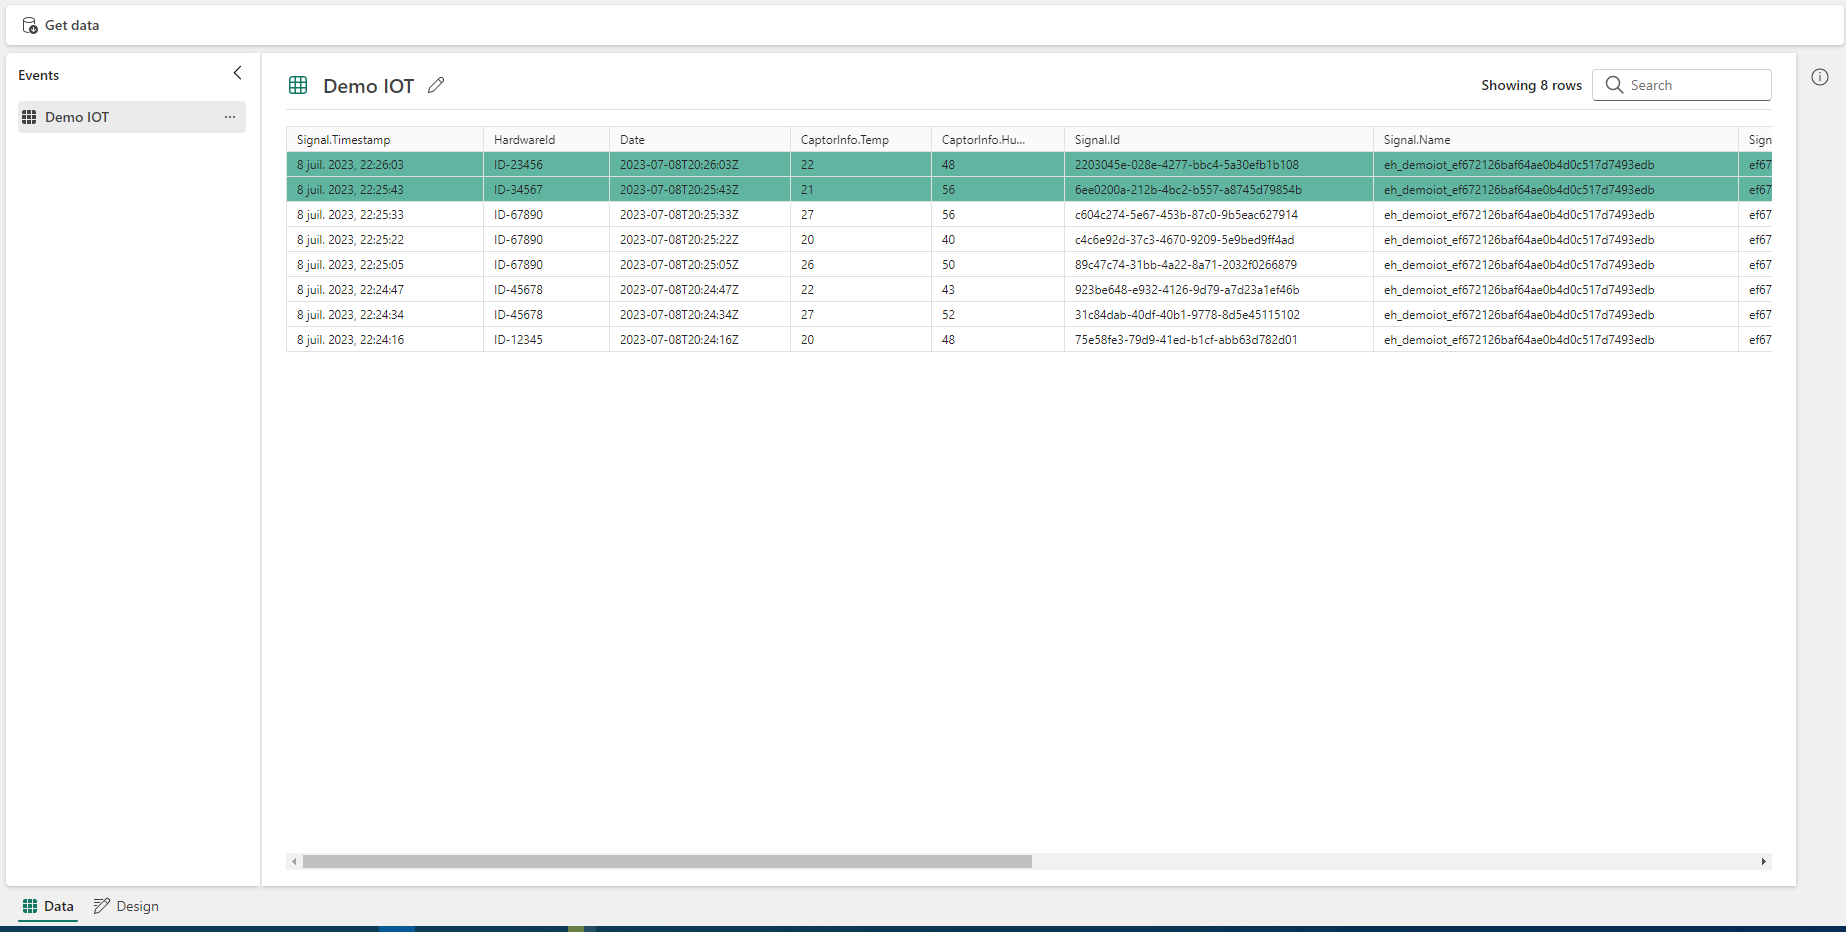 Get data
Events
Demo IOT
...
Demo IOT
Showing 8 rows
Search
Signal.Timestamp HardwareId Date CaptorInfo.Temp CaptorInfo.Hu... Signal.Id Signal.Name Sign
8 juil. 2023, 22:26:03 ID-23456 2023-07-08T20:26:03Z 22 48 2203045e-028e-4277-bbc4-5a30efb1b108 eh_demoiot_ef672126baf64ae0b4d0c517d7493edb ef67
8 juil. 2023, 22:25:43 ID-34567 2023-07-08T20:25:43Z 21 56 6ee0200a-212b-4bc2-b557-a8745d79854b eh_demoiot_ef672126baf64ae0b4d0c517d7493edb ef67
8 juil. 2023, 22:25:33 ID-67890 2023-07-08T20:25:33Z 27 56 c604c274-5e67-453b-87c0-9b5eac627914 eh_demoiot_ef672126baf64ae0b4d0c517d7493edb ef67
8 juil. 2023, 22:25:22 ID-67890 2023-07-08T20:25:22Z 20 40 c4c6e92d-37c3-4670-9209-5e9bed9ff4ad eh_demoiot_ef672126baf64ae0b4d0c517d7493edb ef67
8 juil. 2023, 22:25:05 ID-67890 2023-07-08T20:25:05Z 26 50 89c47c74-31bb-4a22-8a71-2032f0266879 eh_demoiot_ef672126baf64ae0b4d0c517d7493edb ef67
8 juil. 2023, 22:24:47 ID-45678 2023-07-08T20:24:47Z 22 43 923be648-e932-4126-9d79-a7d23a1ef46b eh_demoiot_ef672126baf64ae0b4d0c517d7493edb ef67
8 juil. 2023, 22:24:34 ID-45678 2023-07-08T20:24:34Z 27 52 31c84dab-40df-40b1-9778-8d5e45115102 eh_demoiot_ef672126baf64ae0b4d0c517d7493edb ef67
8 juil. 2023, 22:24:16 ID-12345 2023-07-08T20:24:16Z 20 48 75e58fe3-79d9-41ed-b1cf-abb63d782d01 eh_demoiot_ef672126baf64ae0b4d0c517d7493edb ef67
Data Design